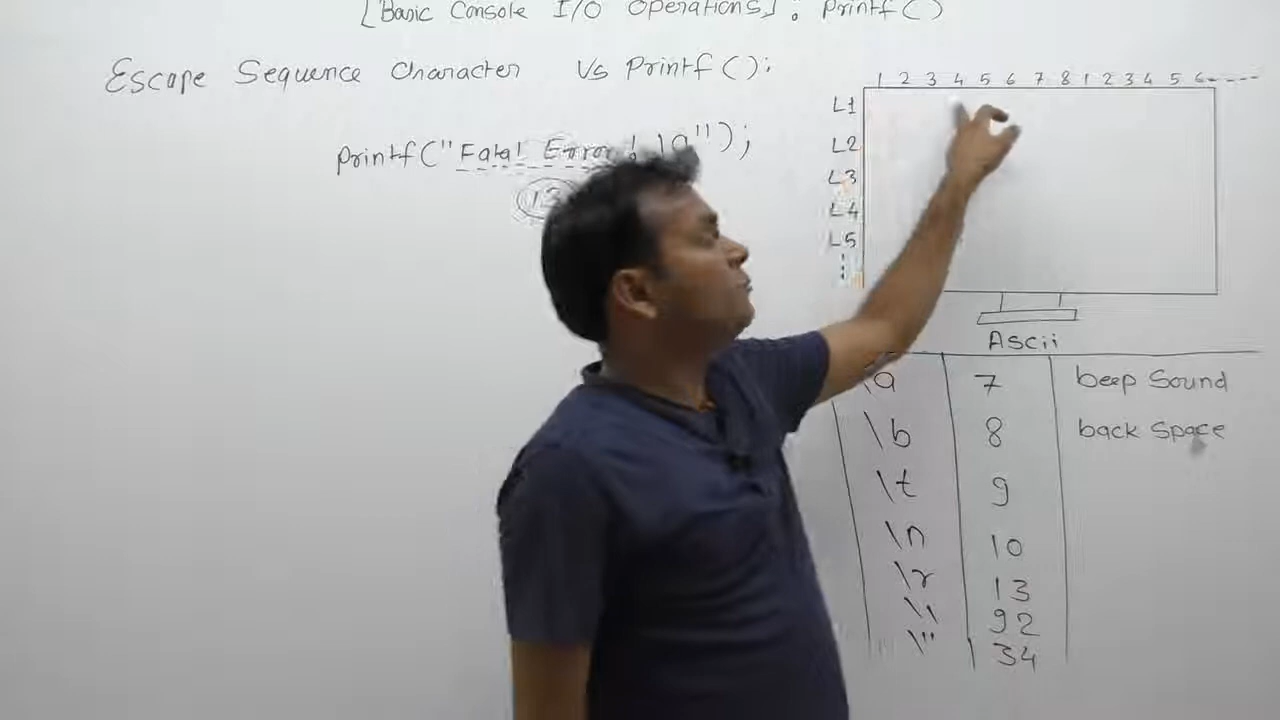 [Basic Console I/O Operations] : Printf()
Escape Sequence Character Vs Printf():
Printf("Fatal Error! \a");
1 2 3 4 5 6 7 8 1 2 3 4 5 6
L1
L2
L3
L4
L5
Ascii
\a 7 beep Sound
\b 8 back Space
\t 9
\n 10
\r 13
\\ 92
\" 34